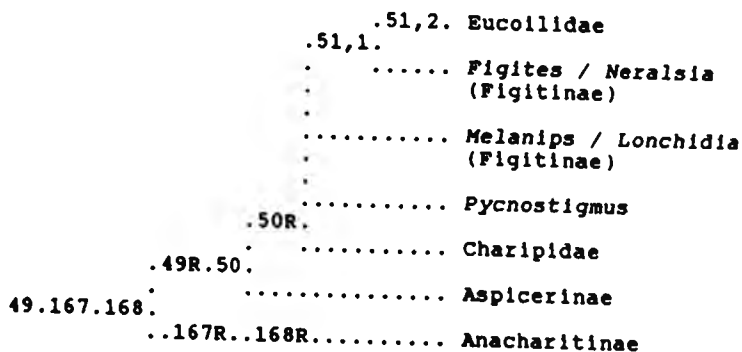 .51,2. Eucoilidae
.51,1.
...... Figites / Neralsia
(Figitinae)
........... Melanips / Lonchidia
(Figitinae)
........... Pycnostigmus
.50R.
........... Charipidae
.49R.50.
............... Aspicerinae
49.167.168.
..167R..168R.......... Anacharitinae